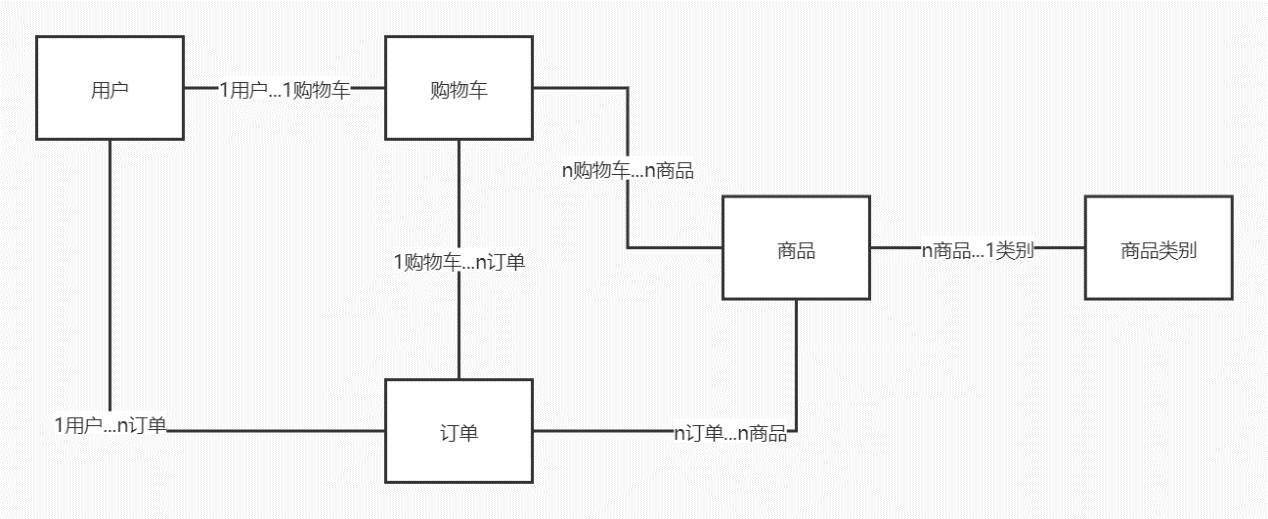 用户
1用户...1购物车
购物车
n购物车...n商品
商品
n商品...1类别
商品类别
1购物车...n订单
1用户...n订单
订单
n订单...n商品